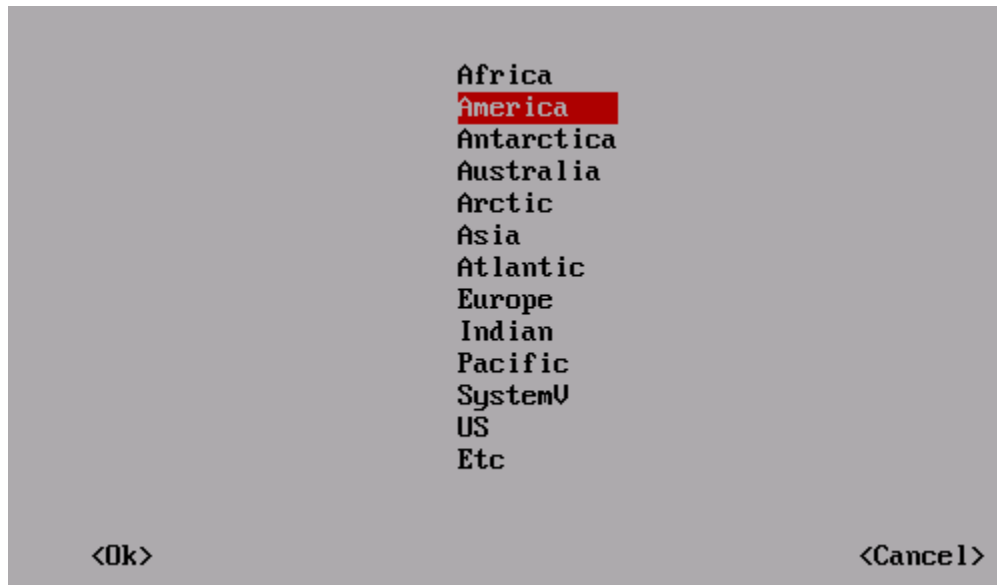 Africa
America
Antarctica
Australia
Arctic
Asia
Atlantic
Europe
Indian
Pacific
SystemV
US
Etc
<Ok> <Cancel>